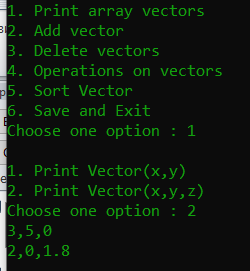 1. Print array vectors
2. Add vector
3. Delete vectors
4. Operations on vectors
5. Sort Vector
6. Save and Exit
Choose one option : 1
1. Print Vector(x,y)
2. Print Vector(x,y,z)
Choose one option : 2
3,5,0
2,0,1.8